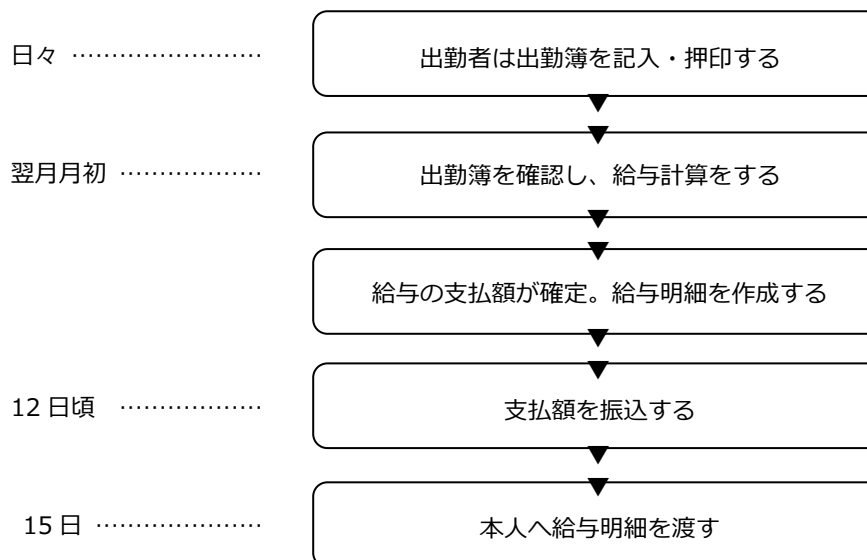 日々 ……………………
出勤者は出勤簿を記入・押印する
翌月月初 ………………
出勤簿を確認し、給与計算をする
給与の支払額が確定。給与明細を作成する
12 日頃 ………………
支払額を振込する
15 日 …………………
本人へ給与明細を渡す